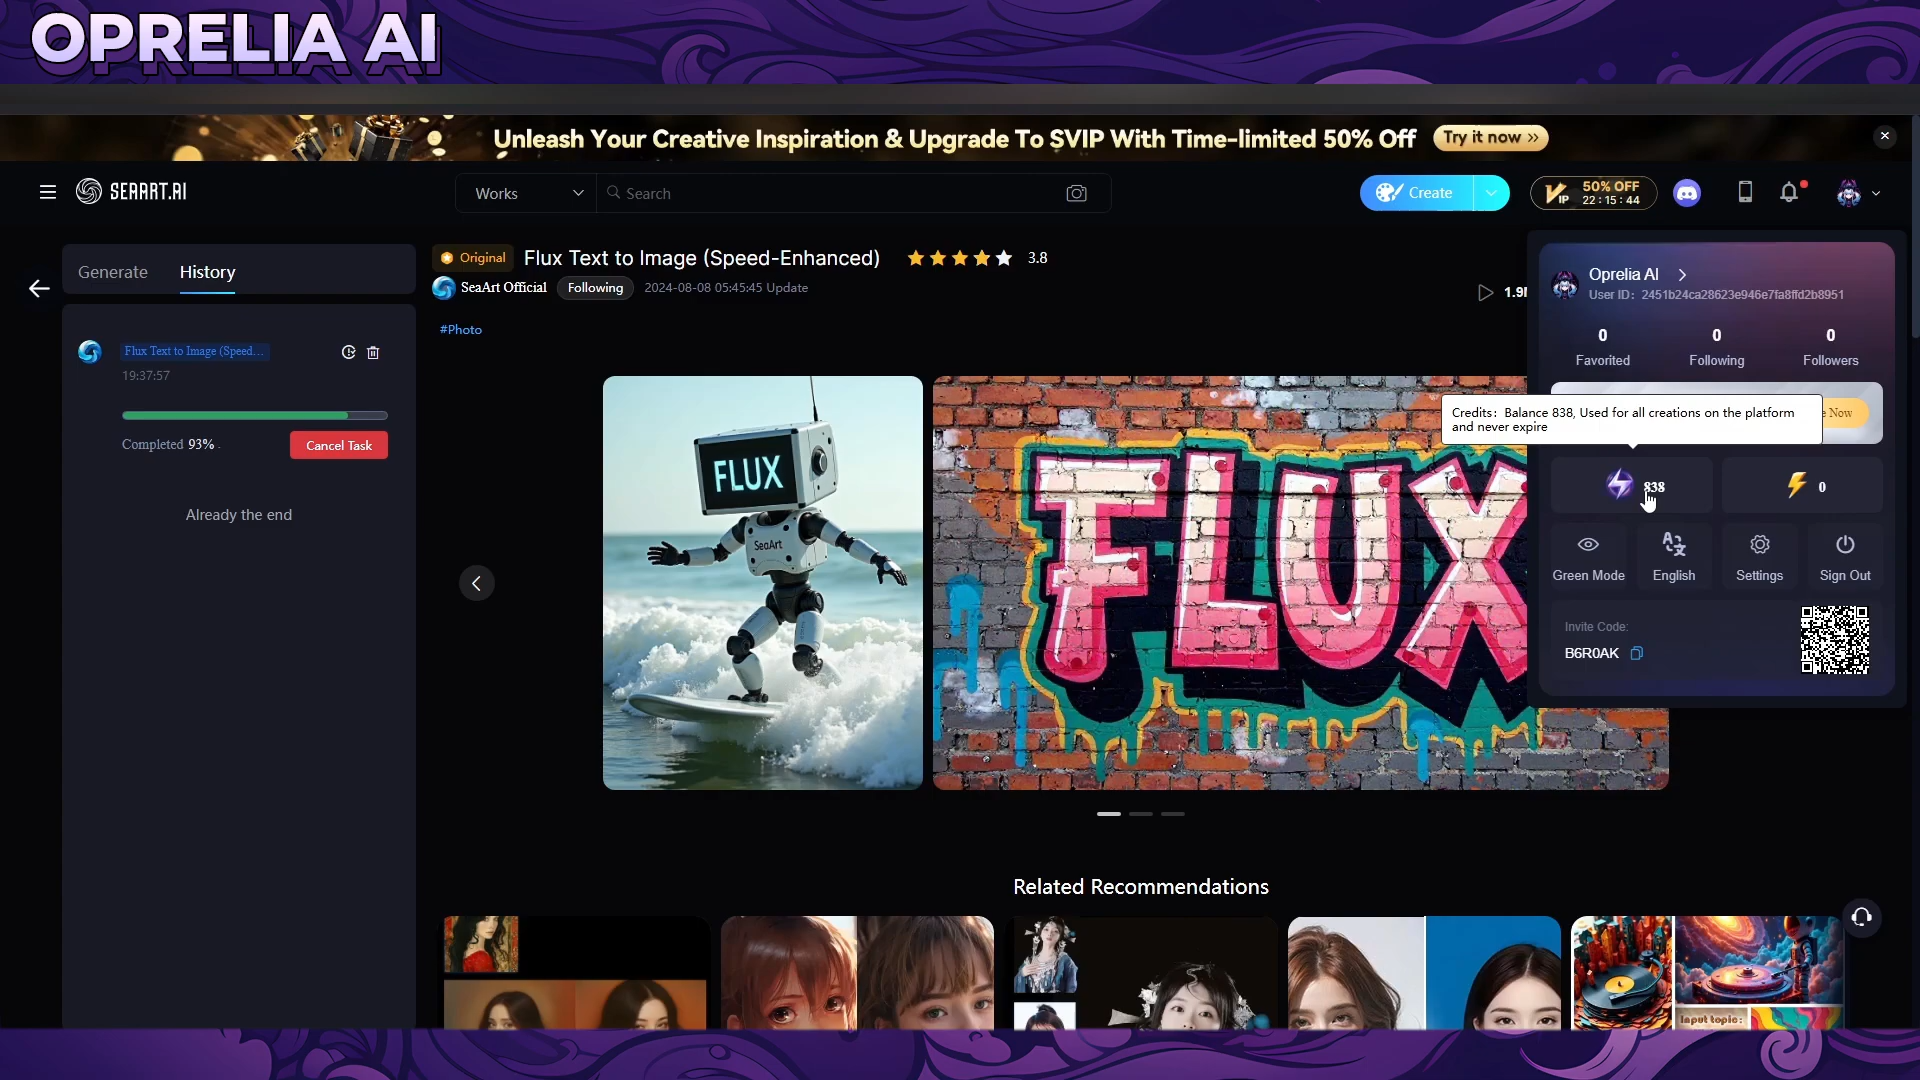 OPRELIA AI
Unleash Your Creative Inspiration & Upgrade To SVIP With Time-limited 50% Off
Try it now »
SEAART.AI
Works
Search
Create
VIP
50% OFF
22 : 15 : 44
Generate
History
Original
Flux Text to Image (Speed-Enhanced)
3.8
SeaArt Official
Following
2024-08-08 05:45:45 Update
1.9
#Photo
Flux Text to Image (Speed...
19:37:57
Completed 93% .
Cancel Task
Already the end
FLUX
SeaArt
FLUX
Oprelia AI
User ID: 2451b24ca28623e946e7fa8ffd2b8951
0
0
0
Favorited
Following
Followers
Credits: Balance 838, Used for all creations on the platform
and never expire
Now
838
0
Green Mode
English
Settings
Sign Out
Invite Code:
B6R0AK
Related Recommendations
Input topic: